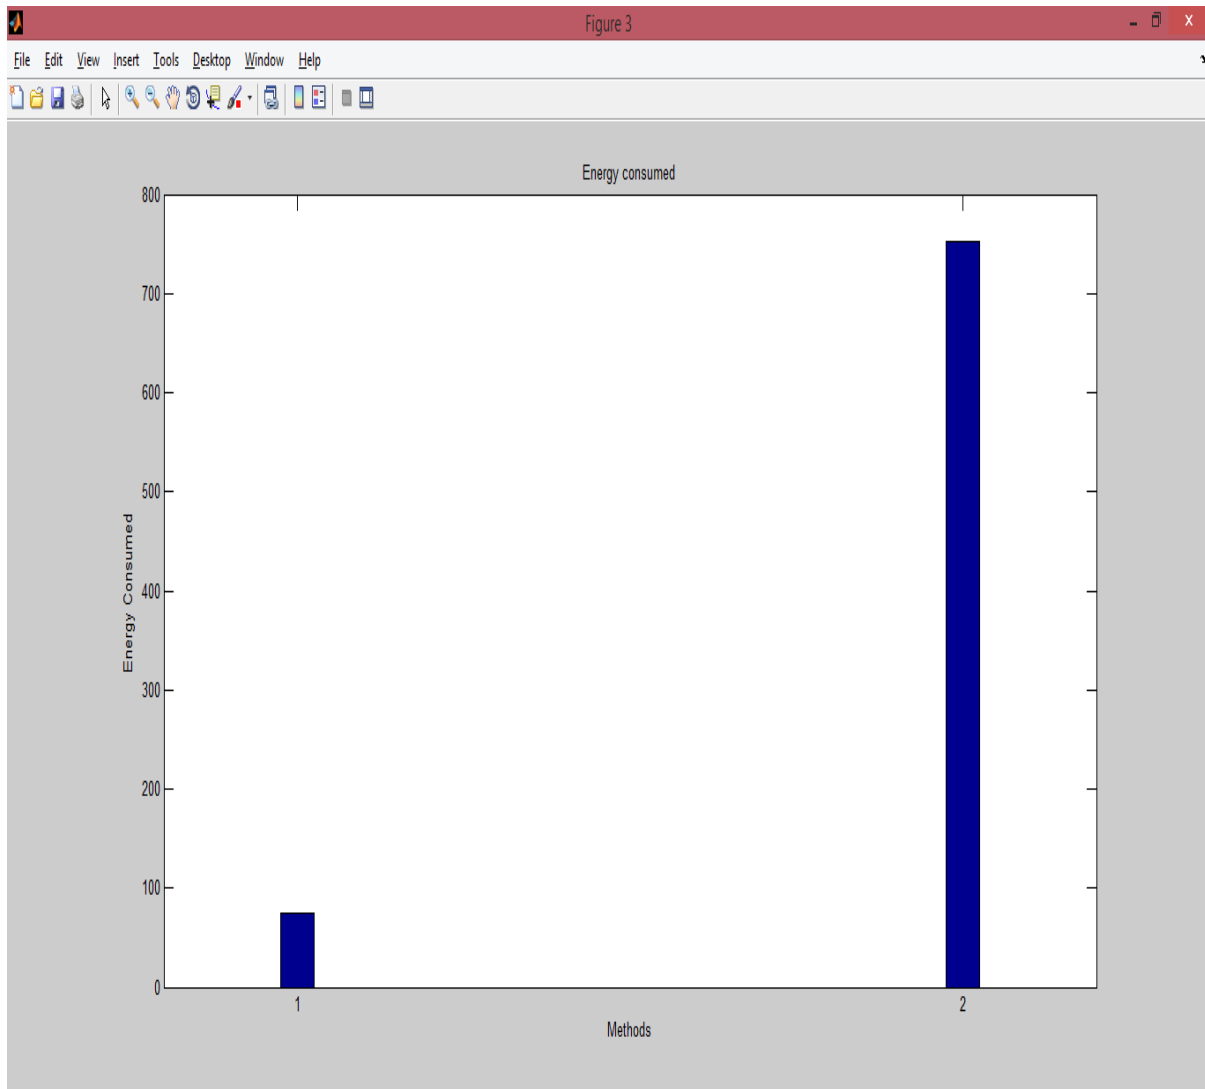 Figure 3
File Edit View Insert Tools Desktop Window Help
Energy consumed
800
700
600
500
400
300
200
100
0
Energy Consumed
1 2
Methods